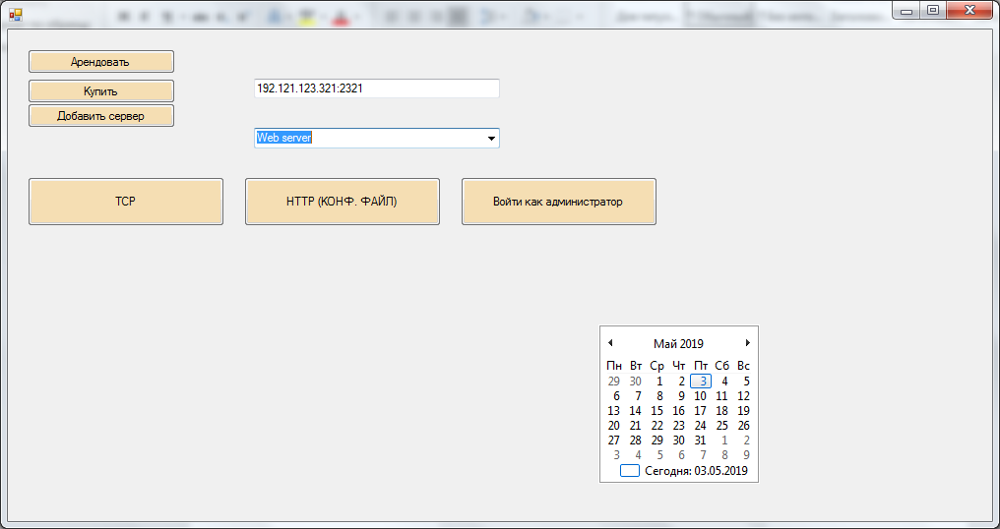 Арендовать
Купить
Добавить сервер
192.121.123.321:2321
Web server
TCP
HTTP (КОНФ. ФАЙЛ)
Войти как администратор
Май 2019
Пн Вт Ср Чт Пт Сб Вс
29 30 1 2 3 4 5
6 7 8 9 10 11 12
13 14 15 16 17 18 19
20 21 22 23 24 25 26
27 28 29 30 31 1 2
3 4 5 6 7 8 9
Сегодня: 03.05.2019